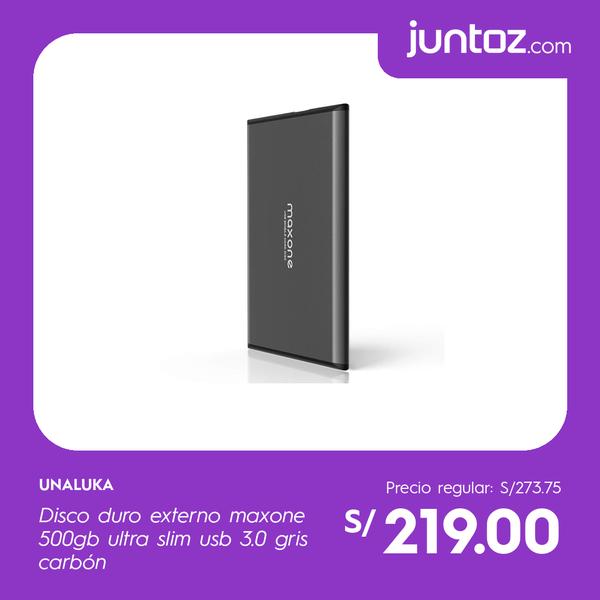 juntoz.com
maxone
UNALUKA
Disco duro externo maxone
500gb ultra slim usb 3.0 gris
carbón
Precio regular: S/273.75
S/ 219.00